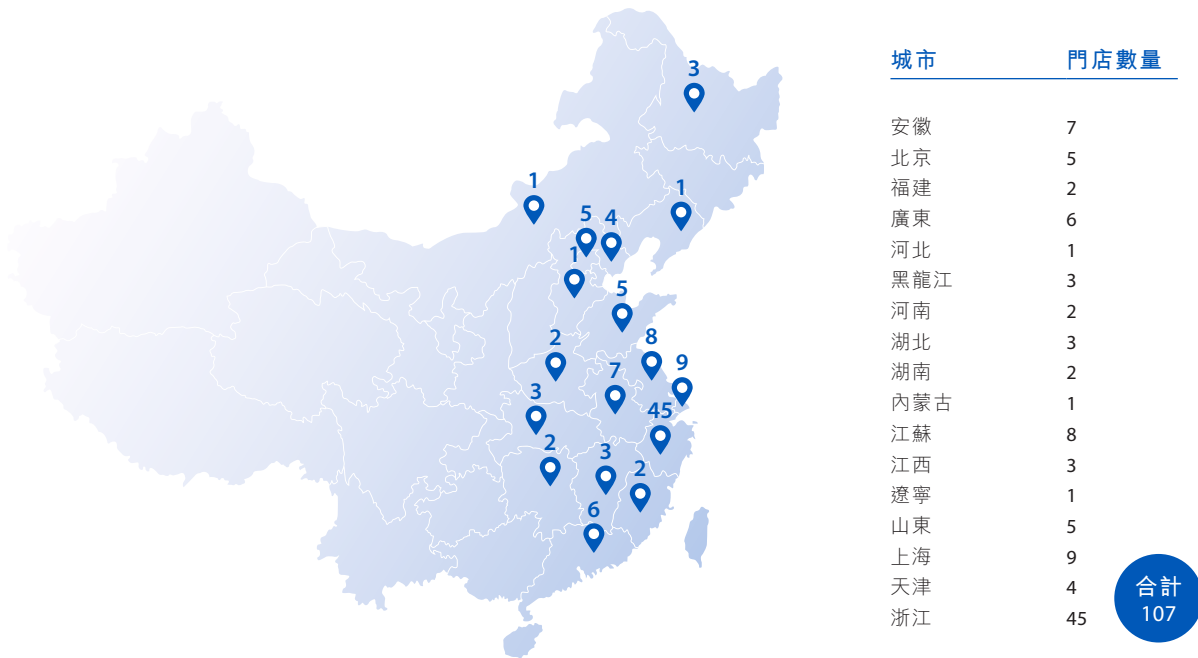 3
1
1
5 4
1
5
2
8
7
9
3
45
2
3
2
6
城市 門店數量
安徽 7
北京 5
福建 2
廣東 6
河北 1
黑龍江 3
河南 2
湖北 3
湖南 2
內蒙古 1
江蘇 8
江西 3
遼寧 1
山東 5
上海 9
天津 4
浙江 45
合計
107